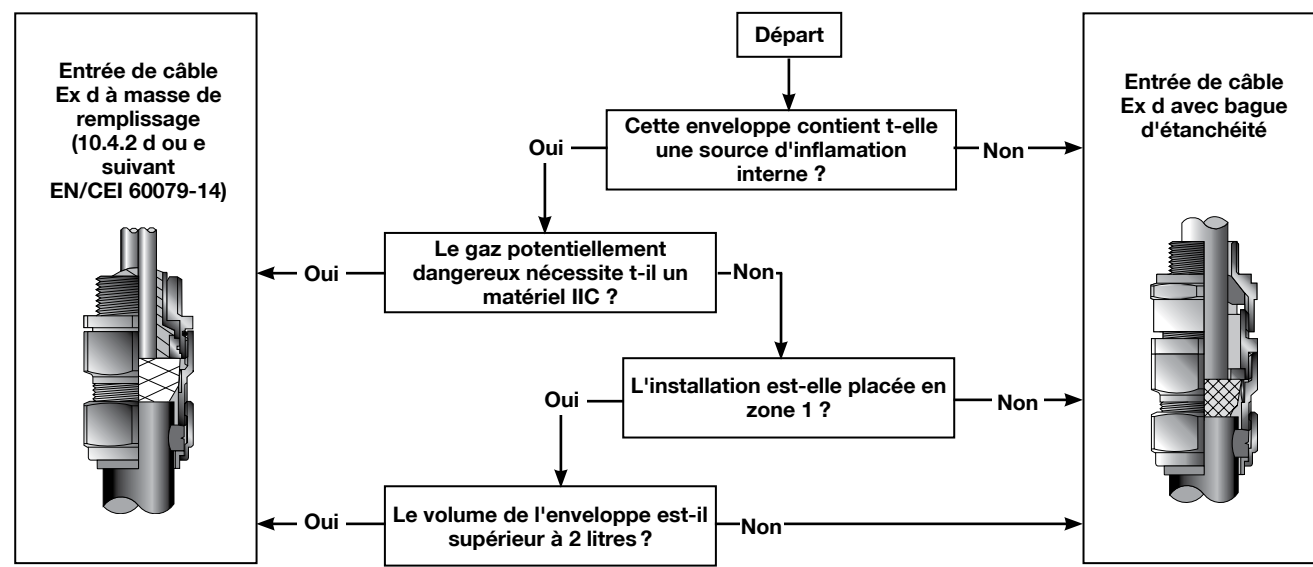 Départ
Entrée de câble
Ex d à masse de
remplissage
(10.4.2 d ou e
suivant
EN/CEI 60079-14)
Entrée de câble
Ex d avec bague
d'étanchéité
Cette enveloppe contient t-elle
une source d'inflamation
interne ?
Oui
Non
Le gaz potentiellement
dangereux nécessite t-il un
matériel IIC ?
Oui
Non
L'installation est-elle placée en
zone 1 ?
Oui
Non
Le volume de l'enveloppe est-il
supérieur à 2 litres ?
Oui
Non